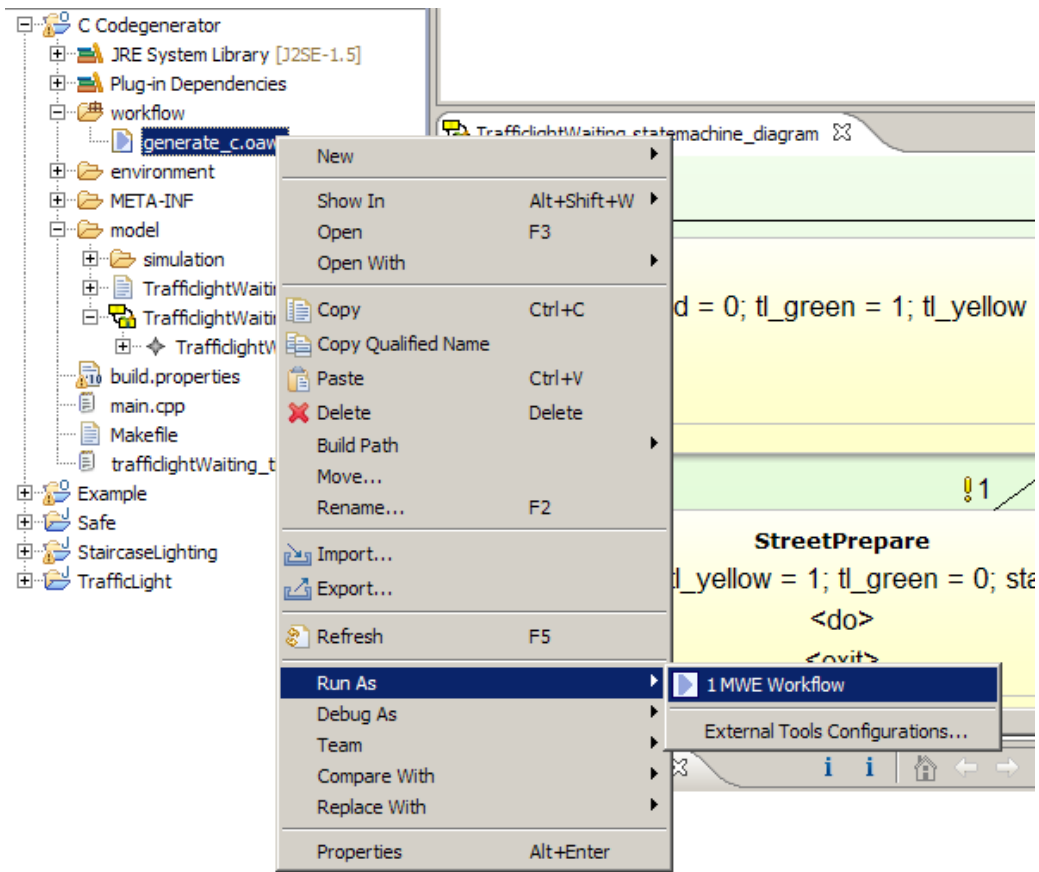 C Codegenerator
JRE System Library [J2SE-1.5]
Plug-in Dependencies
workflow
generate_c.oaw
environment
META-INF
model
simulation
TrafficlightWaiti
TrafficlightWaiti
TrafficlightW
build.properties
main.cpp
Makefile
trafficlightWaiting_t
Example
Safe
StaircaseLighting
TrafficLight
New
Show In Alt+Shift+W
Open F3
Open With
Copy Ctrl+C
Copy Qualified Name
Paste Ctrl+V
Delete Delete
Build Path
Move...
Rename... F2
Import...
Export...
Refresh F5
Run As
Debug As
Team
Compare With
Replace With
Properties Alt+Enter
1 MWE Workflow
External Tools Configurations...
TrafficlightWaiting.statemachine_diagram
d = 0; tl_green = 1; tl_yellow
1
StreetPrepare
tl_yellow = 1; tl_green = 0; sta
<do>
<exit>